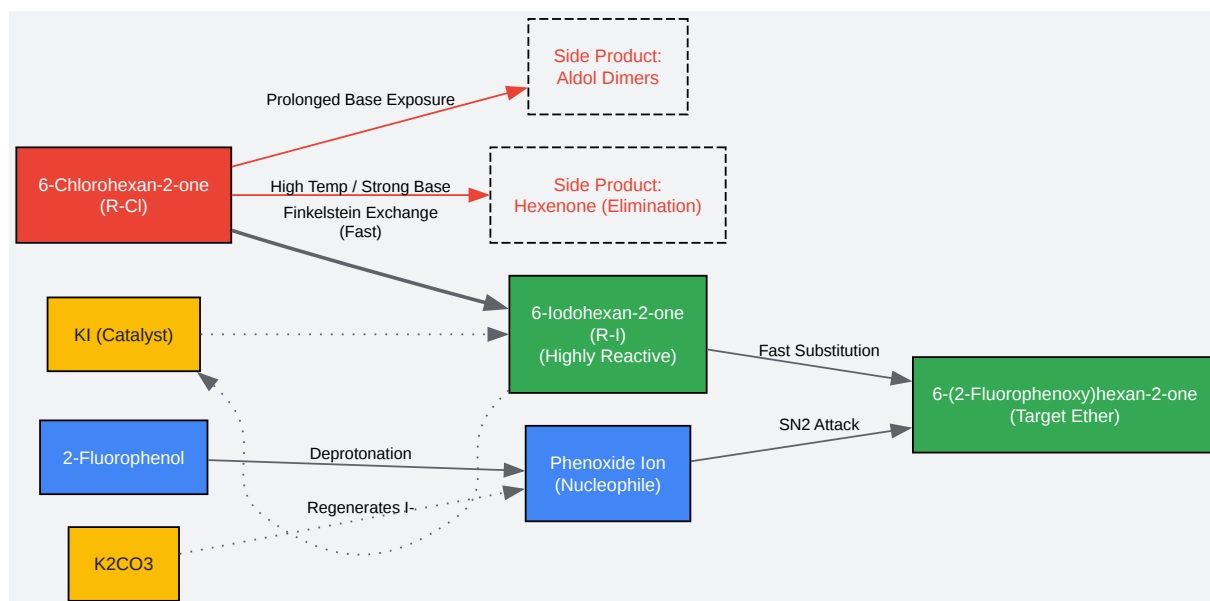 Side Product:
Aldol Dimers
Prolonged Base Exposure
6-Chlorohexan-2-one
(R-Cl)
High Temp / Strong Base
Side Product:
Hexenone (Elimination)
Finkelstein Exchange
(Fast)
KI (Catalyst)
6-Iodohexan-2-one
(R-I)
(Highly Reactive)
Fast Substitution
6-(2-Fluorophenoxy)hexan-2-one
(Target Ether)
SN2 Attack
2-Fluorophenol
Deprotonation
Phenoxide Ion
(Nucleophile)
Regenerates I-
K2CO3